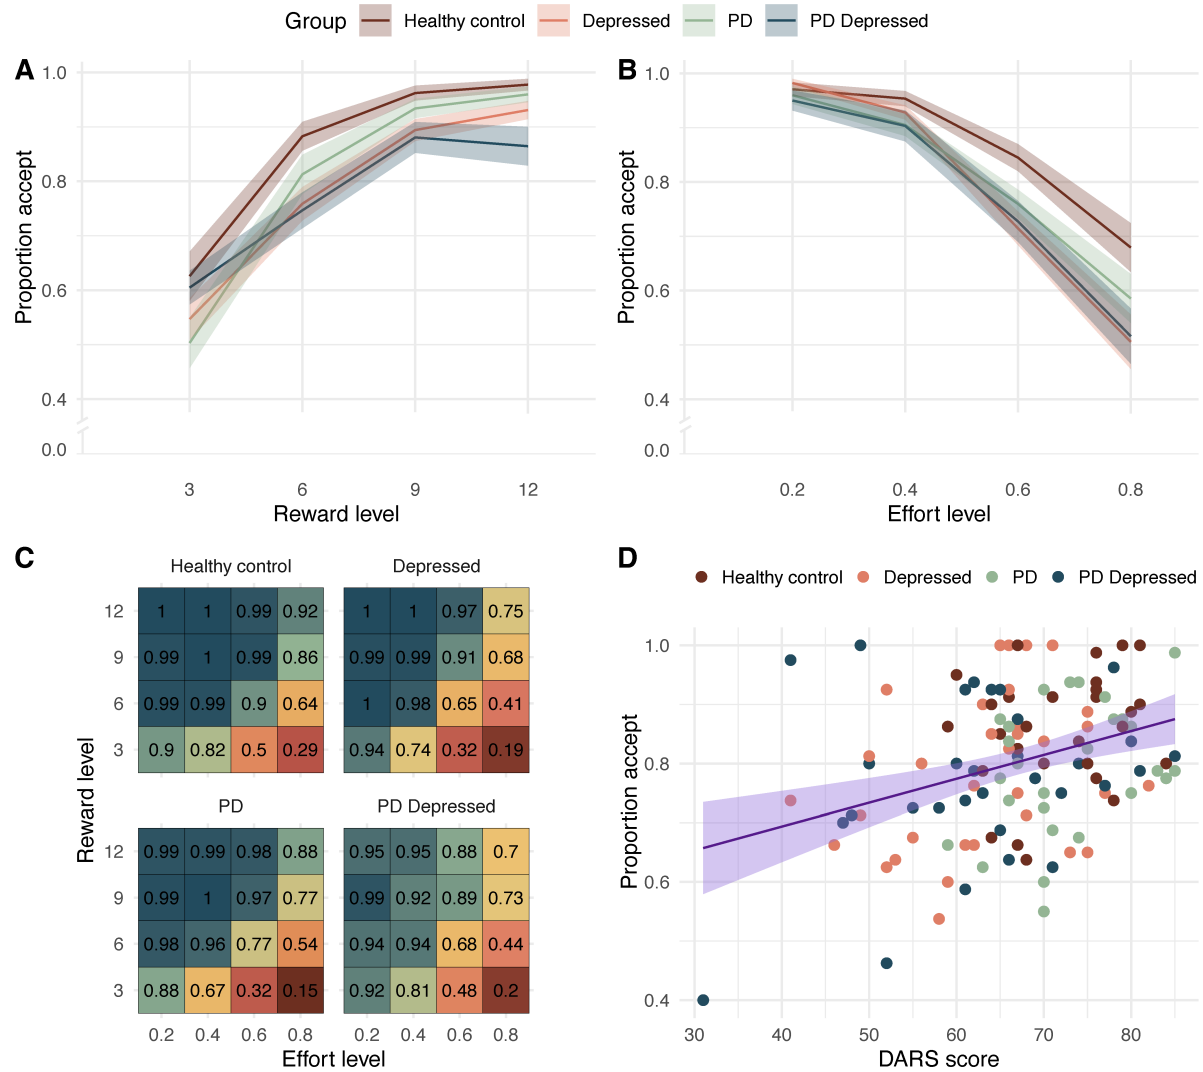 Group Healthy control Depressed PD PD Depressed
A
1.0
0.8
0.6
0.4
0.0
Proportion accept
3 6 9 12
Reward level
B
1.0
0.8
0.6
0.4
0.0
Proportion accept
0.2 0.4 0.6 0.8
Effort level
C
Healthy control Depressed
12 1 1 0.99 0.92 1 1 0.97 0.75
9 0.99 1 0.99 0.86 0.99 0.99 0.91 0.68
6 0.99 0.99 0.9 0.64 1 0.98 0.65 0.41
3 0.9 0.82 0.5 0.29 0.94 0.74 0.32 0.19
Reward level
PD PD Depressed
12 0.99 0.99 0.98 0.88 0.95 0.95 0.88 0.7
9 0.99 1 0.97 0.77 0.99 0.92 0.89 0.73
6 0.98 0.96 0.77 0.54 0.94 0.94 0.68 0.44
3 0.88 0.67 0.32 0.15 0.92 0.81 0.48 0.2
0.2 0.4 0.6 0.8 0.2 0.4 0.6 0.8
Effort level
D
Healthy control Depressed PD PD Depressed
1.0
0.8
0.6
0.4
Proportion accept
30 40 50 60 70 80
DARS score